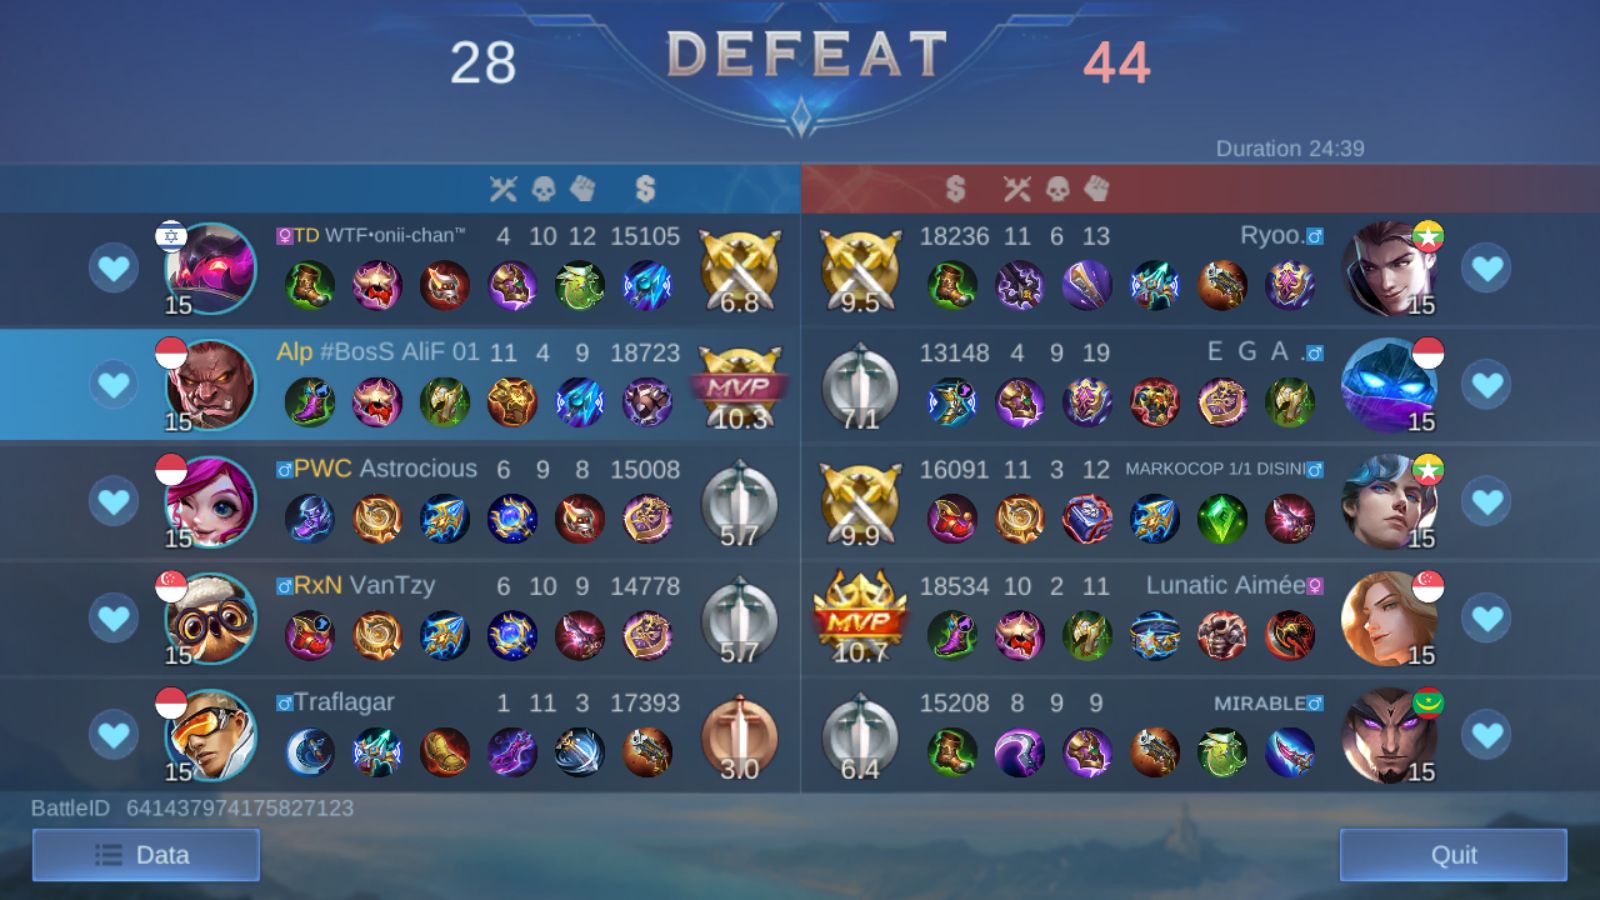 28 DEFEAT 44
Duration 24:39
TD WTF•onii-chan™ 4 10 12 15105 6.8 15
9.5 18236 11 6 13 Ryoo. 15
Alp #BosS AliF 01 11 4 9 18723 MVP 10.3 15
7.1 13148 4 9 19 E G A . 15
PWC Astrocious 6 9 8 15008 5.7 15
9.9 16091 11 3 12 MARKOCOP 1/1 DISINI 15
RxN VanTzy 6 10 9 14778 5.7 15
MVP 10.7 18534 10 2 11 Lunatic Aimée 15
Traflagar 1 11 3 17393 3.0 15
6.4 15208 8 9 9 MIRABLE 15
BattleID 641437974175827123
Data
Quit